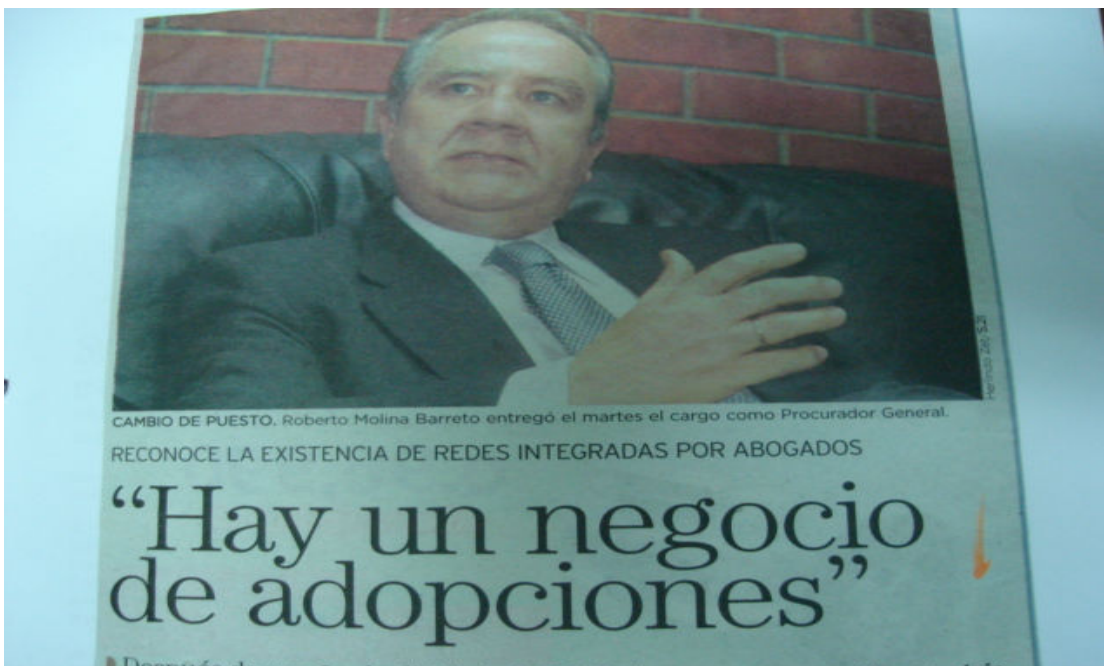 CAMBIO DE PUESTO. Roberto Molina Barreto entregó el martes el cargo como Procurador General.
RECONOCE LA EXISTENCIA DE REDES INTEGRADAS POR ABOGADOS
“Hay un negocio
de adopciones”